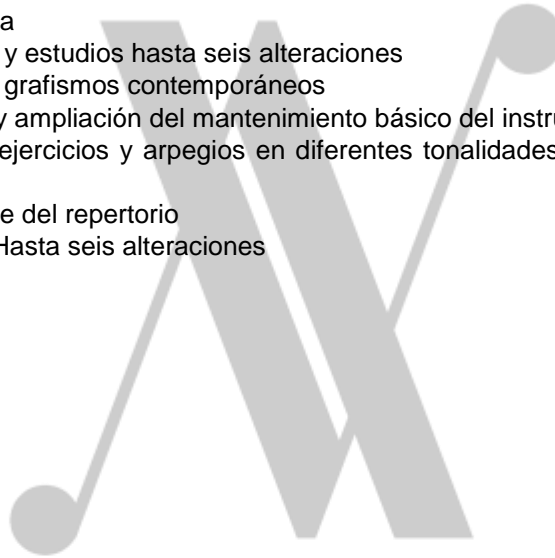 a
y estudios hasta seis alteraciones
grafismos contemporáneos
y ampliación del mantenimiento básico del instru
ejercicios y arpegios en diferentes tonalidades,
e del repertorio
Hasta seis alteraciones